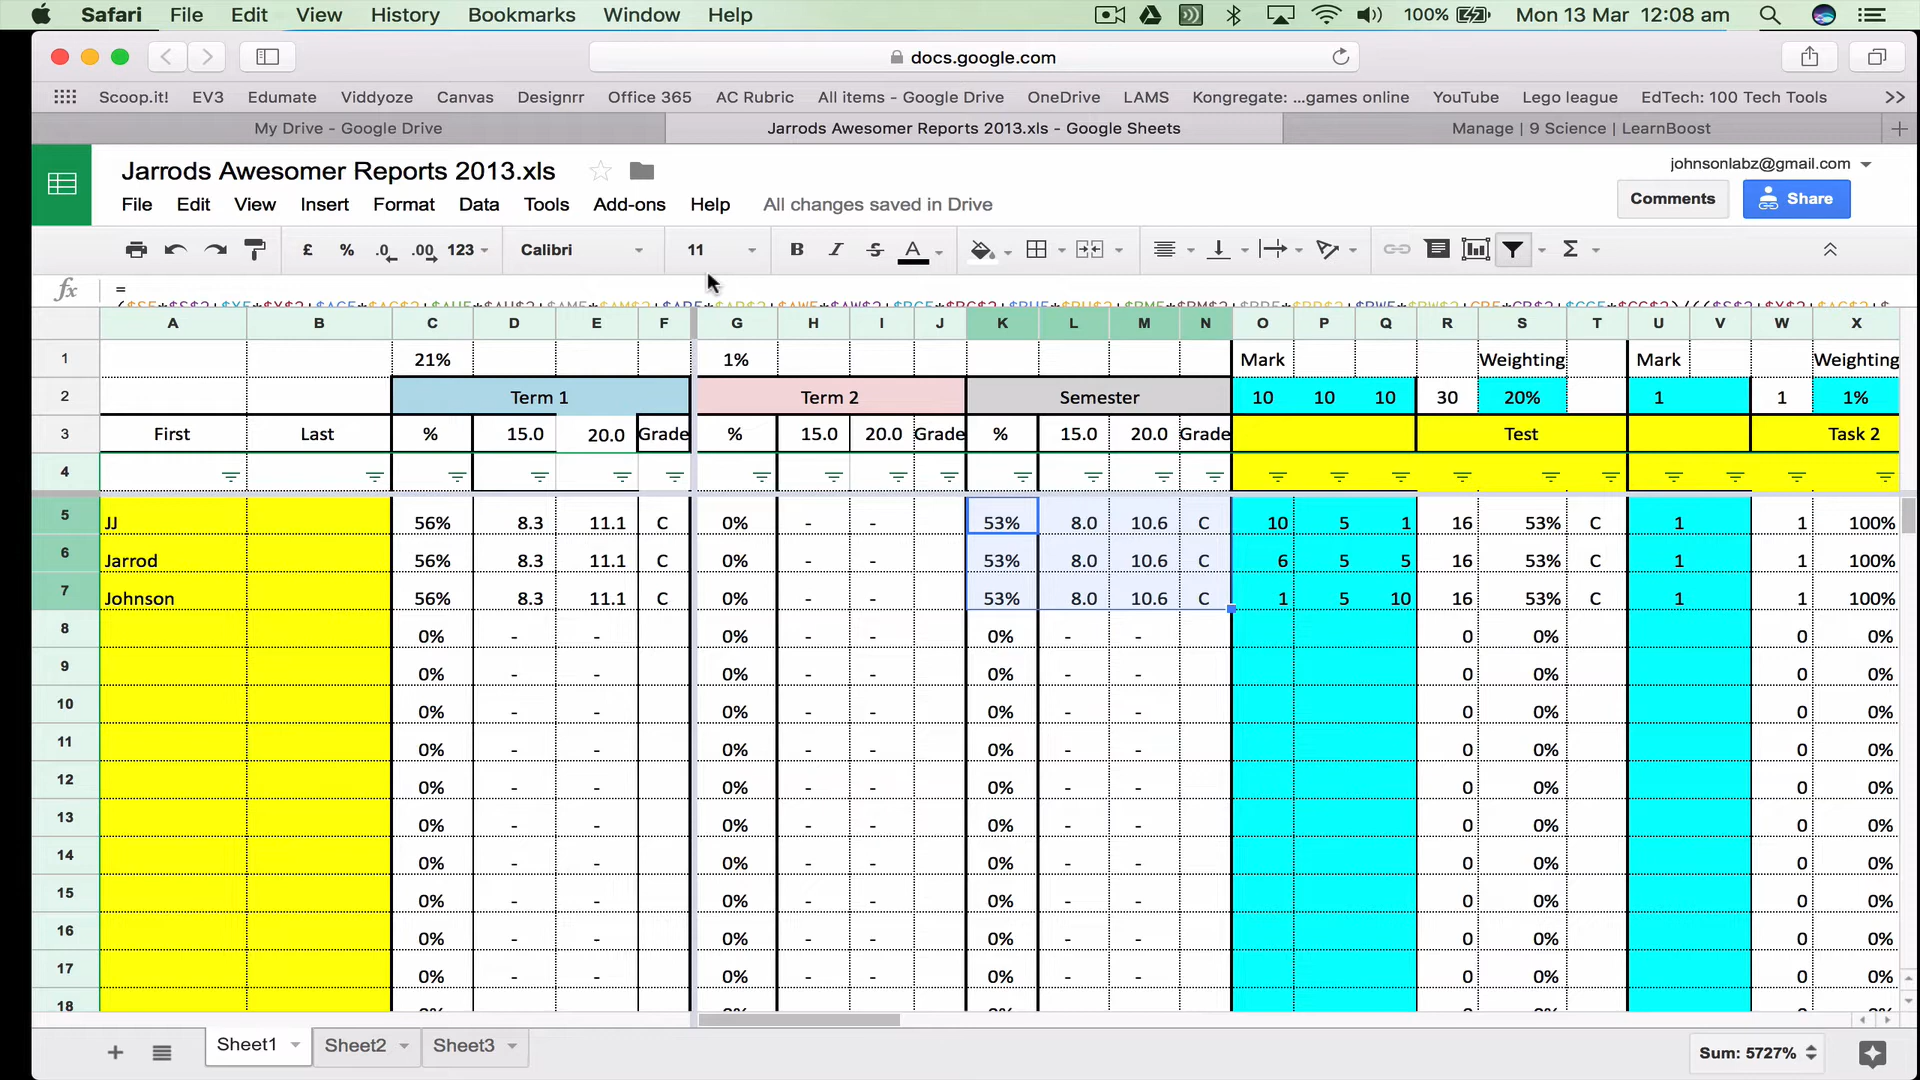 Safari File Edit View History Bookmarks Window Help 100% Mon 13 Mar 12:08 am
docs.google.com
Scoop.it! EV3 Edumate Viddyoze Canvas Designrr Office 365 AC Rubric All items - Google Drive OneDrive LAMS Kongregate: ...games online YouTube Lego league EdTech: 100 Tech Tools >>
My Drive - Google Drive Jarrods Awesomer Reports 2013.xls - Google Sheets Manage | 9 Science | LearnBoost
Jarrods Awesomer Reports 2013.xls johnsonlabz@gmail.com
File Edit View Insert Format Data Tools Add-ons Help All changes saved in Drive Comments Share
£ % .0 .00 123 Calibri 11 B I S A Σ
fx =
A B C D E F G H I J K L M N O P Q R S T U V W X
1 21% 1% Mark Weighting Mark Weighting
2 Term 1 Term 2 Semester 10 10 10 30 20% 1 1 1%
3 First Last % 15.0 20.0 Grade % 15.0 20.0 Grade % 15.0 20.0 Grade Test Task 2
4
5 JJ 56% 8.3 11.1 C 0% - - 53% 8.0 10.6 C 10 5 1 16 53% C 1 1 100%
6 Jarrod 56% 8.3 11.1 C 0% - - 53% 8.0 10.6 C 6 5 5 16 53% C 1 1 100%
7 Johnson 56% 8.3 11.1 C 0% - - 53% 8.0 10.6 C 1 5 10 16 53% C 1 1 100%
8 0% - - 0% - - 0% - - 0 0% 0 0%
9 0% - - 0% - - 0% - - 0 0% 0 0%
10 0% - - 0% - - 0% - - 0 0% 0 0%
11 0% - - 0% - - 0% - - 0 0% 0 0%
12 0% - - 0% - - 0% - - 0 0% 0 0%
13 0% - - 0% - - 0% - - 0 0% 0 0%
14 0% - - 0% - - 0% - - 0 0% 0 0%
15 0% - - 0% - - 0% - - 0 0% 0 0%
16 0% - - 0% - - 0% - - 0 0% 0 0%
17 0% - - 0% - - 0% - - 0 0% 0 0%
18
Sheet1 Sheet2 Sheet3 Sum: 5727%